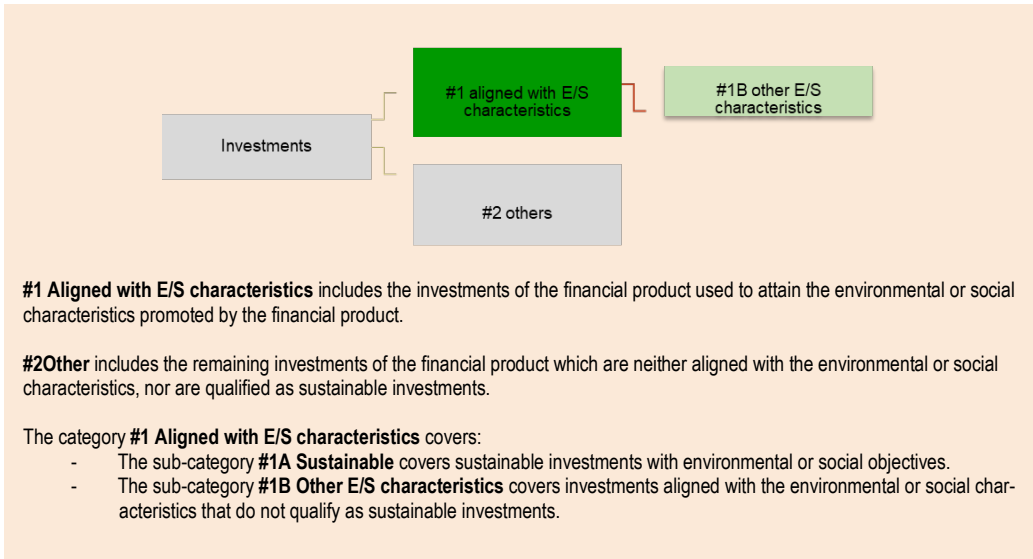 #1 aligned with E/S
characteristics
#1B other E/S
characteristics
Investments
#2 others
#1 Aligned with E/S characteristics includes the investments of the financial product used to attain the environmental or social
characteristics promoted by the financial product.
#2Other includes the remaining investments of the financial product which are neither aligned with the environmental or social
characteristics, nor are qualified as sustainable investments.
The category #1 Aligned with E/S characteristics covers:
- The sub-category #1A Sustainable covers sustainable investments with environmental or social objectives.
- The sub-category #1B Other E/S characteristics covers investments aligned with the environmental or social char-
acteristics that do not qualify as sustainable investments.